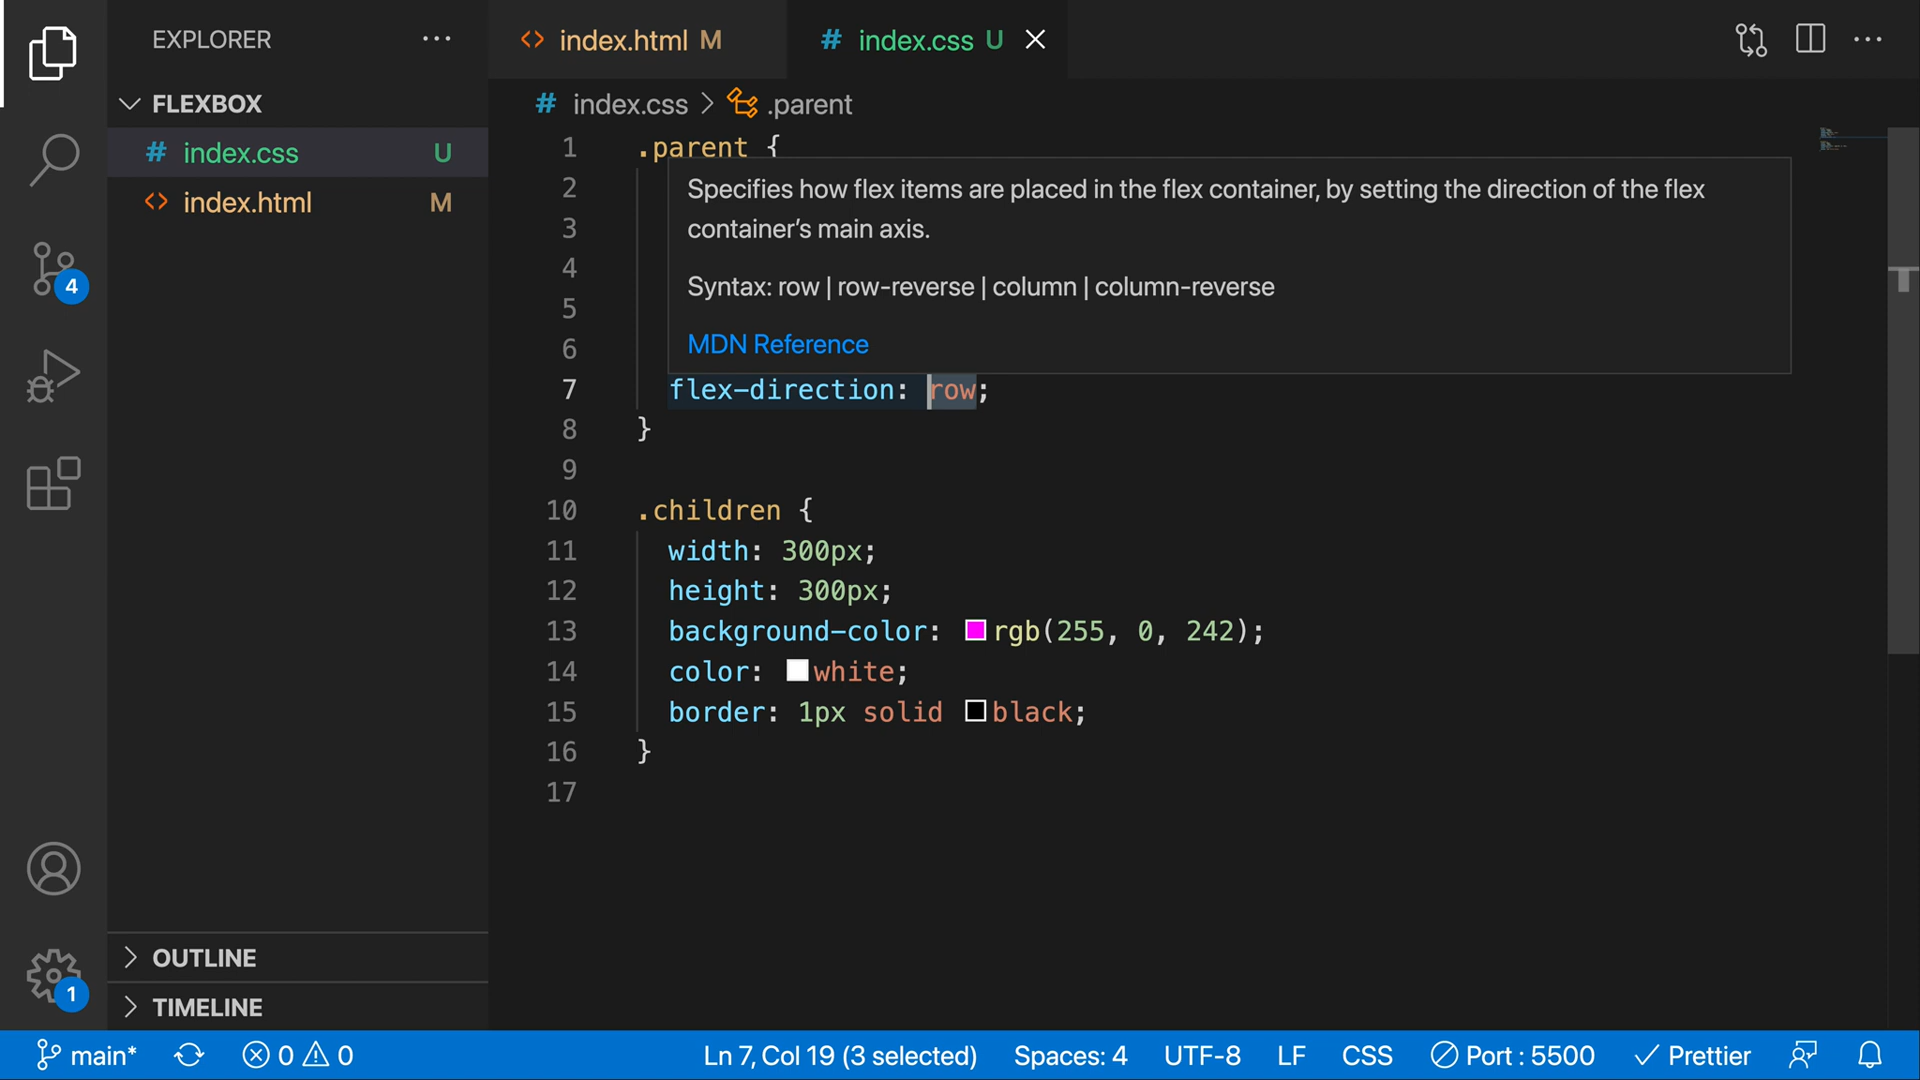 EXPLORER
FLEXBOX
# index.css U
<> index.html M
4
1
OUTLINE
TIMELINE
<> index.html M
# index.css U
# index.css > .parent
1 .parent {
2
3
4
5
6
Specifies how flex items are placed in the flex container, by setting the direction of the flex
container’s main axis.
Syntax: row | row-reverse | column | column-reverse
MDN Reference
7 flex-direction: row;
8 }
9
10 .children {
11 width: 300px;
12 height: 300px;
13 background-color: rgb(255, 0, 242);
14 color: white;
15 border: 1px solid black;
16 }
17
main* 0 0 Ln 7, Col 19 (3 selected) Spaces: 4 UTF-8 LF CSS Port : 5500 Prettier